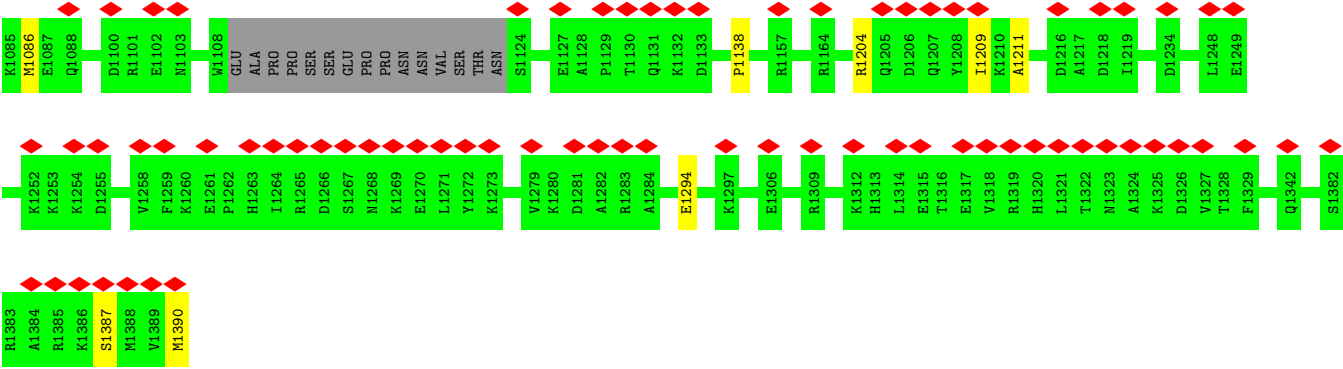 K1085 M1086 E1087 Q1088 D1100 R1101 E1102 N1103 W1108 GLU ALA PRO PRO SER SER GLU PRO PRO ASN ASN VAL SER THR ASN S1124 E1127 A1128 P1129 T1130 Q1131 K1132 D1133 P1138 R1157 R1164 R1204 Q1205 D1206 Q1207 Y1208 I1209 K1210 A1211 D1216 A1217 D1218 I1219 D1234 L1248 E1249
K1252 K1253 K1254 D1255 V1258 F1259 K1260 E1261 P1262 H1263 I1264 R1265 D1266 S1267 N1268 K1269 E1270 L1271 Y1272 K1273 V1279 K1280 D1281 A1282 R1283 A1284 E1294 K1297 E1306 R1309 K1312 H1313 L1314 E1315 T1316 E1317 V1318 R1319 H1320 L1321 T1322 N1323 A1324 K1325 D1326 V1327 T1328 F1329 Q1342 S1382
R1383 A1384 R1385 K1386 S1387 M1388 V1389 M1390